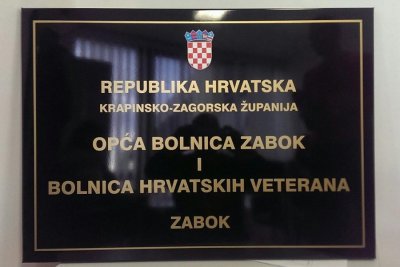 REPUBLIKA HRVATSKA
KRAPINSKO-ZAGORSKA ŽUPANIJA
OPĆA BOLNICA ZABOK
I
BOLNICA HRVATSKIH VETERANA
ZABOK